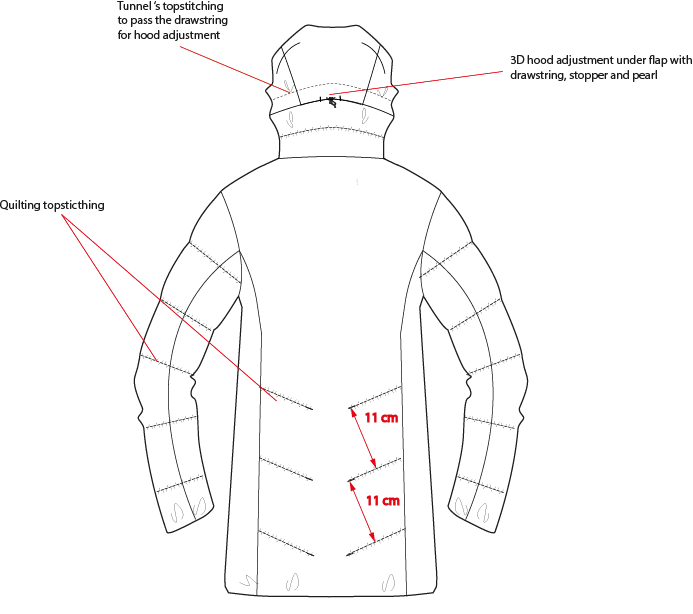 Tunnel's topstitching
to pass the drawstring
for hood adjustment
3D hood adjustment under flap with
drawstring, stopper and pearl
Quilting topsticthing
11 cm
11 cm